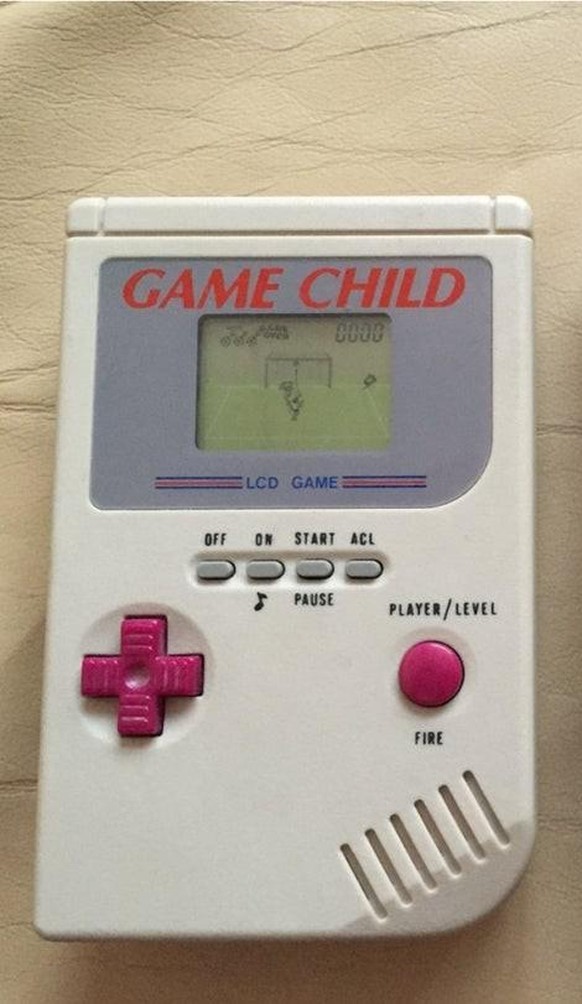 GAME CHILD
0000
LCD GAME
OFF ON START ACL
♪ PAUSE
PLAYER/LEVEL
FIRE